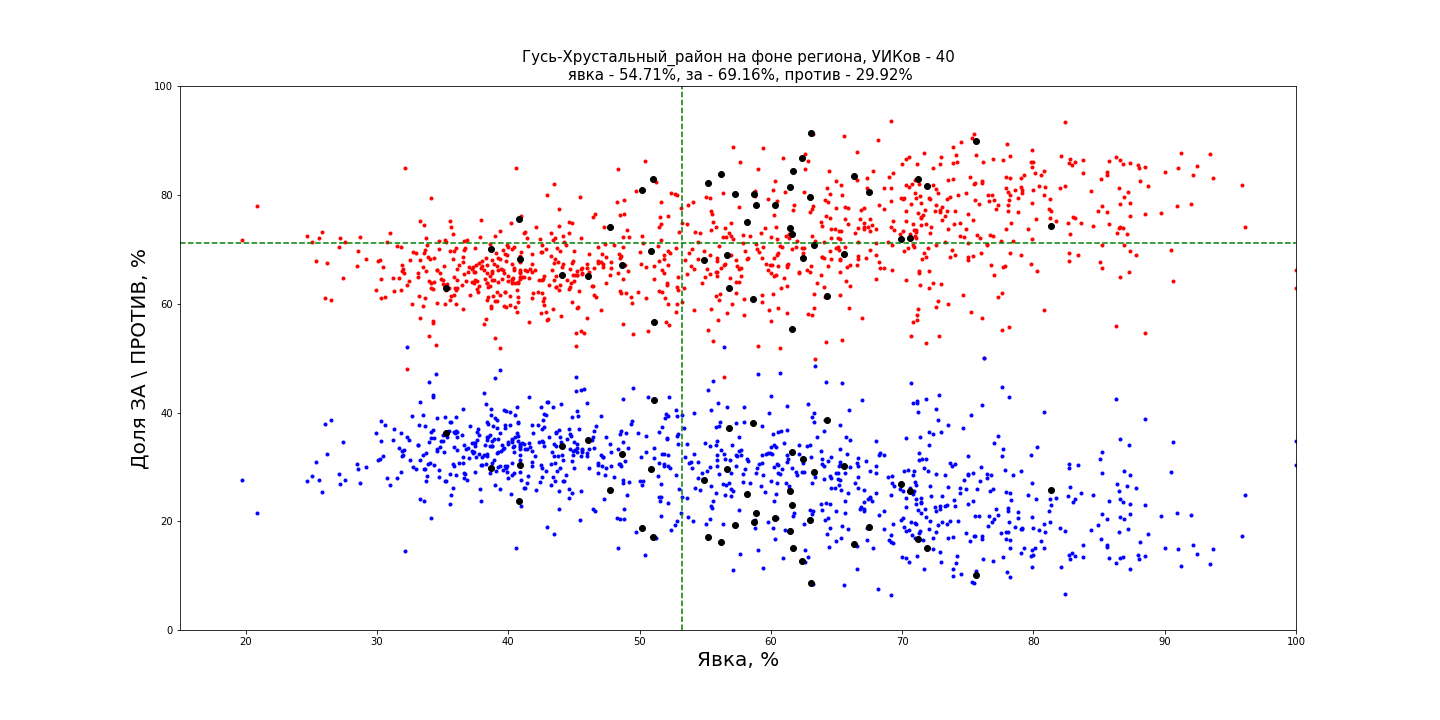 Гусь-Хрустальный_район на фоне региона, УИКов - 40
явка - 54.71%, за - 69.16%, против - 29.92%
100
80
60
40
20
0
Доля ЗА \ ПРОТИВ, %
20 30 40 50 60 70 80 90 100
Явка, %